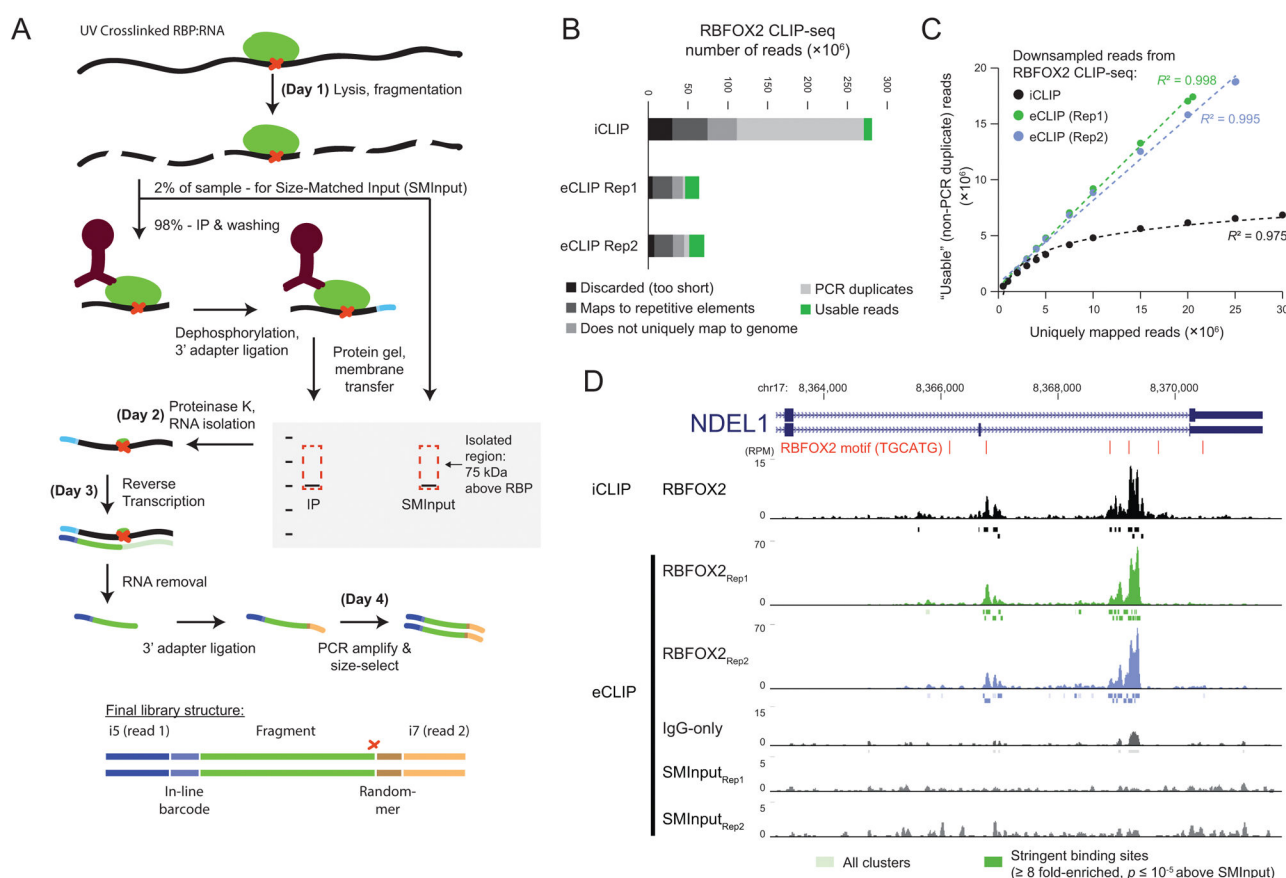 A
UV Crosslinked RBP:RNA
(Day 1) Lysis, fragmentation
2% of sample - for Size-Matched Input (SMInput)
98% - IP & washing
Dephosphorylation,
3' adapter ligation
Protein gel,
membrane
transfer
(Day 2) Proteinase K,
RNA isolation
Isolated
region:
75 kDa
above RBP
IP
SMInput
(Day 3) Reverse
Transcription
RNA removal
3' adapter ligation
(Day 4)
PCR amplify &
size-select
Final library structure:
i5 (read 1) Fragment i7 (read 2)
In-line
barcode
Random-
mer
B
RBFOX2 CLIP-seq
number of reads (×10⁶)
0 50 100 150 200 250 300
iCLIP
eCLIP Rep1
eCLIP Rep2
Discarded (too short)
Maps to repetitive elements
Does not uniquely map to genome
PCR duplicates
Usable reads
C
Downsampled reads from
RBFOX2 CLIP-seq:
iCLIP
eCLIP (Rep1)
eCLIP (Rep2)
R² = 0.998
R² = 0.995
R² = 0.975
"Usable" (non-PCR duplicate) reads
(×10⁶)
20
15
10
5
0
0 5 10 15 20 25 30
Uniquely mapped reads (×10⁶)
D
chr17: 8,364,000 8,366,000 8,368,000 8,370,000
NDEL1
(RPM) RBFOX2 motif (TGCATG)
15
iCLIP RBFOX2
0
70
RBFOX2Rep1
0
70
RBFOX2Rep2
0
eCLIP
15
IgG-only
0
5
SMInputRep1
0
5
SMInputRep2
0
All clusters
Stringent binding sites
(≥ 8 fold-enriched, p ≤ 10⁻⁵ above SMInput)